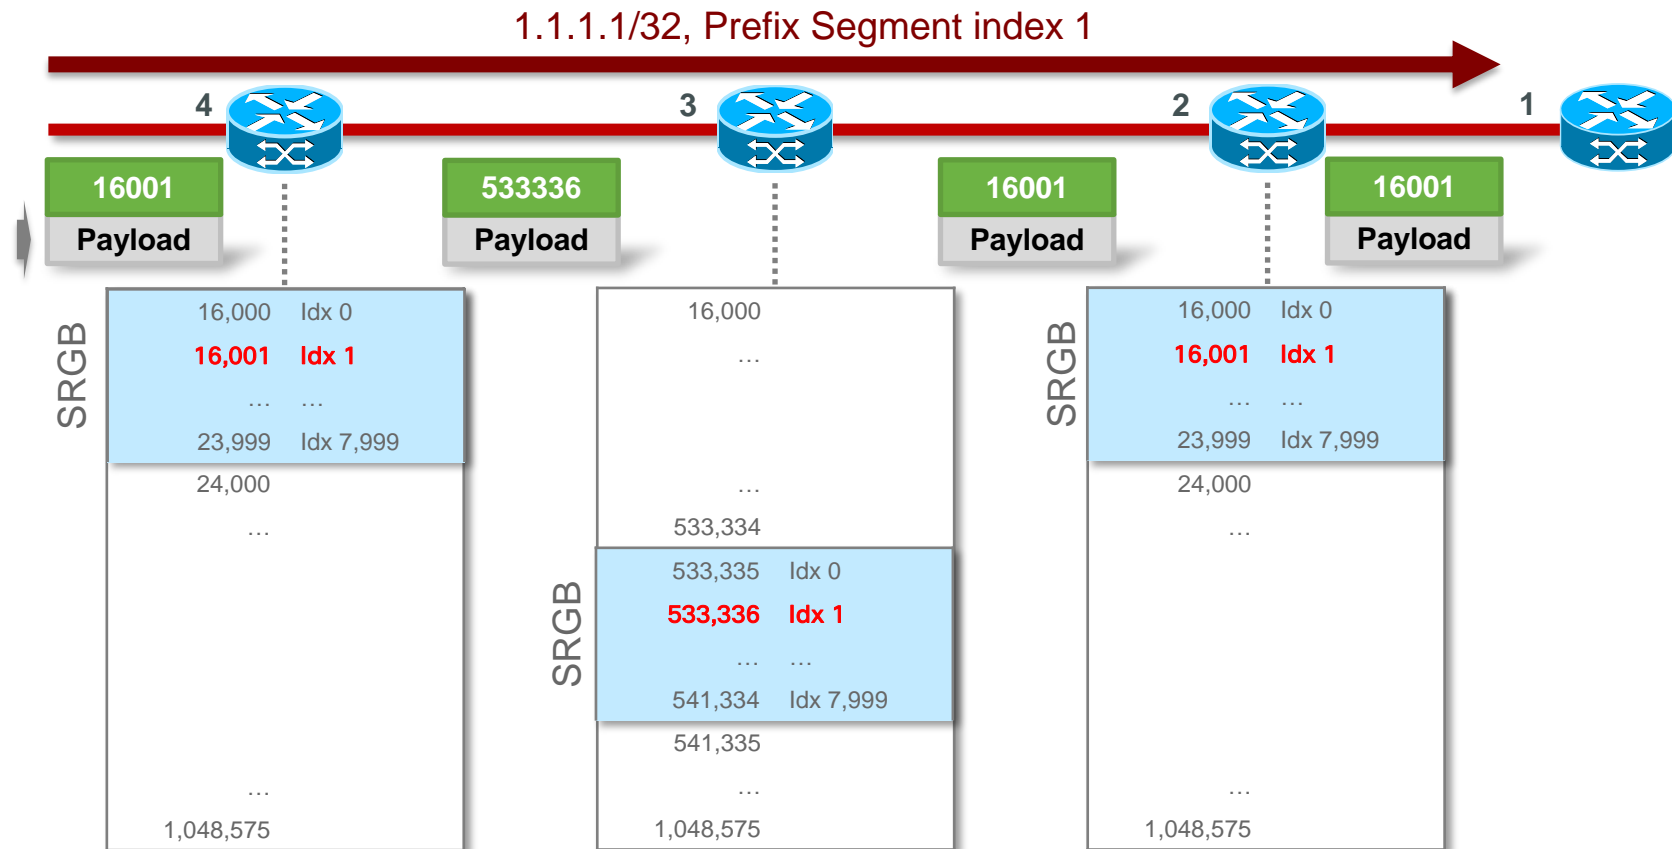 1.1.1.1/32, Prefix Segment index 1
4
3
2
1
16001
Payload
533336
Payload
16001
Payload
16001
Payload
SRGB
16,000 Idx 0
16,001 Idx 1
… …
23,999 Idx 7,999
24,000
…
…
1,048,575
16,000
…
…
533,334
SRGB
533,335 Idx 0
533,336 Idx 1
… …
541,334 Idx 7,999
541,335
…
1,048,575
SRGB
16,000 Idx 0
16,001 Idx 1
… …
23,999 Idx 7,999
24,000
…
…
1,048,575